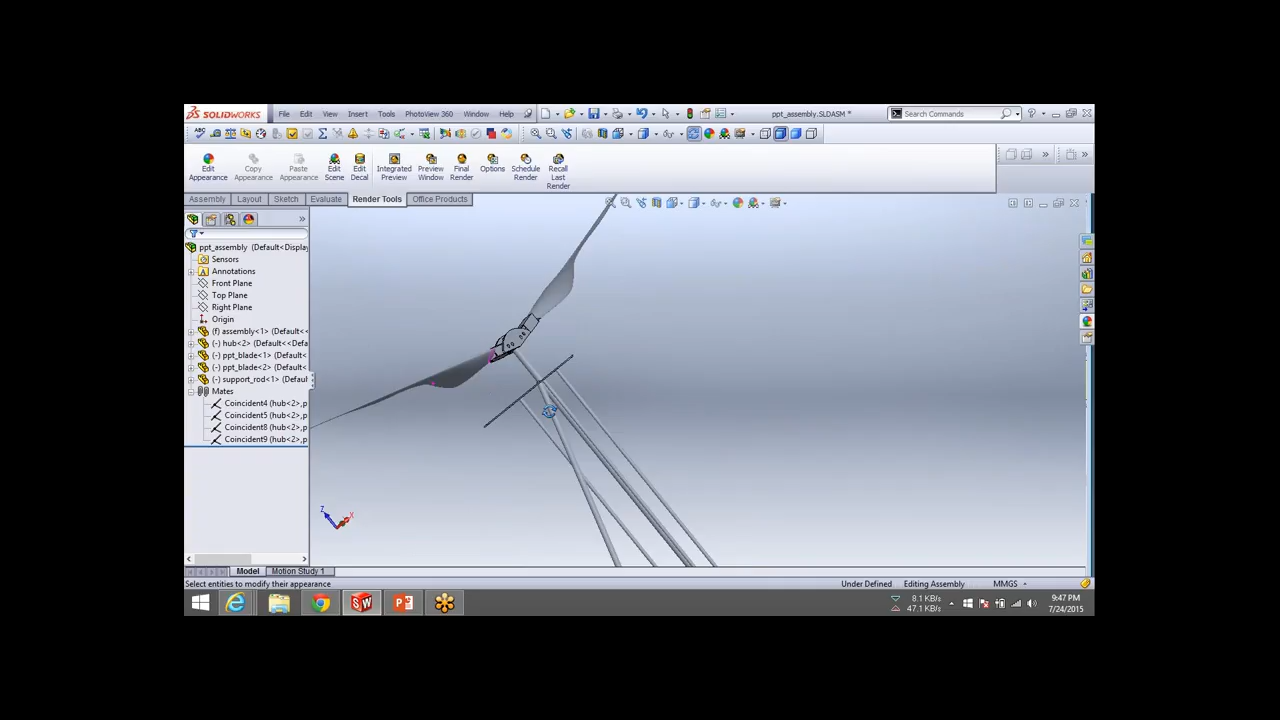 SOLIDWORKS File Edit View Insert Tools PhotoView 360 Window Help ppt_assembly.SLDASM * Search Commands
Edit Appearance
Copy Appearance
Paste Appearance
Edit Scene
Edit Decal
Integrated Preview
Preview Window
Final Render
Options
Schedule Render
Recall Last Render
Assembly Layout Sketch Evaluate Render Tools Office Products
ppt_assembly (Default<Display
Sensors
Annotations
Front Plane
Top Plane
Right Plane
Origin
(f) assembly<1> (Default<<
(-) hub<2> (Default<<Defa
(-) ppt_blade<1> (Default<
(-) ppt_blade<2> (Default<
(-) support_rod<1> (Defaul
Mates
Coincident4 (hub<2>,p
Coincident5 (hub<2>,p
Coincident8 (hub<2>,p
Coincident9 (hub<2>,p
Z X
Model Motion Study 1
Select entities to modify their appearance Under Defined Editing Assembly MMGS
8.1 KB/s
47.1 KB/s
9:47 PM
7/24/2015